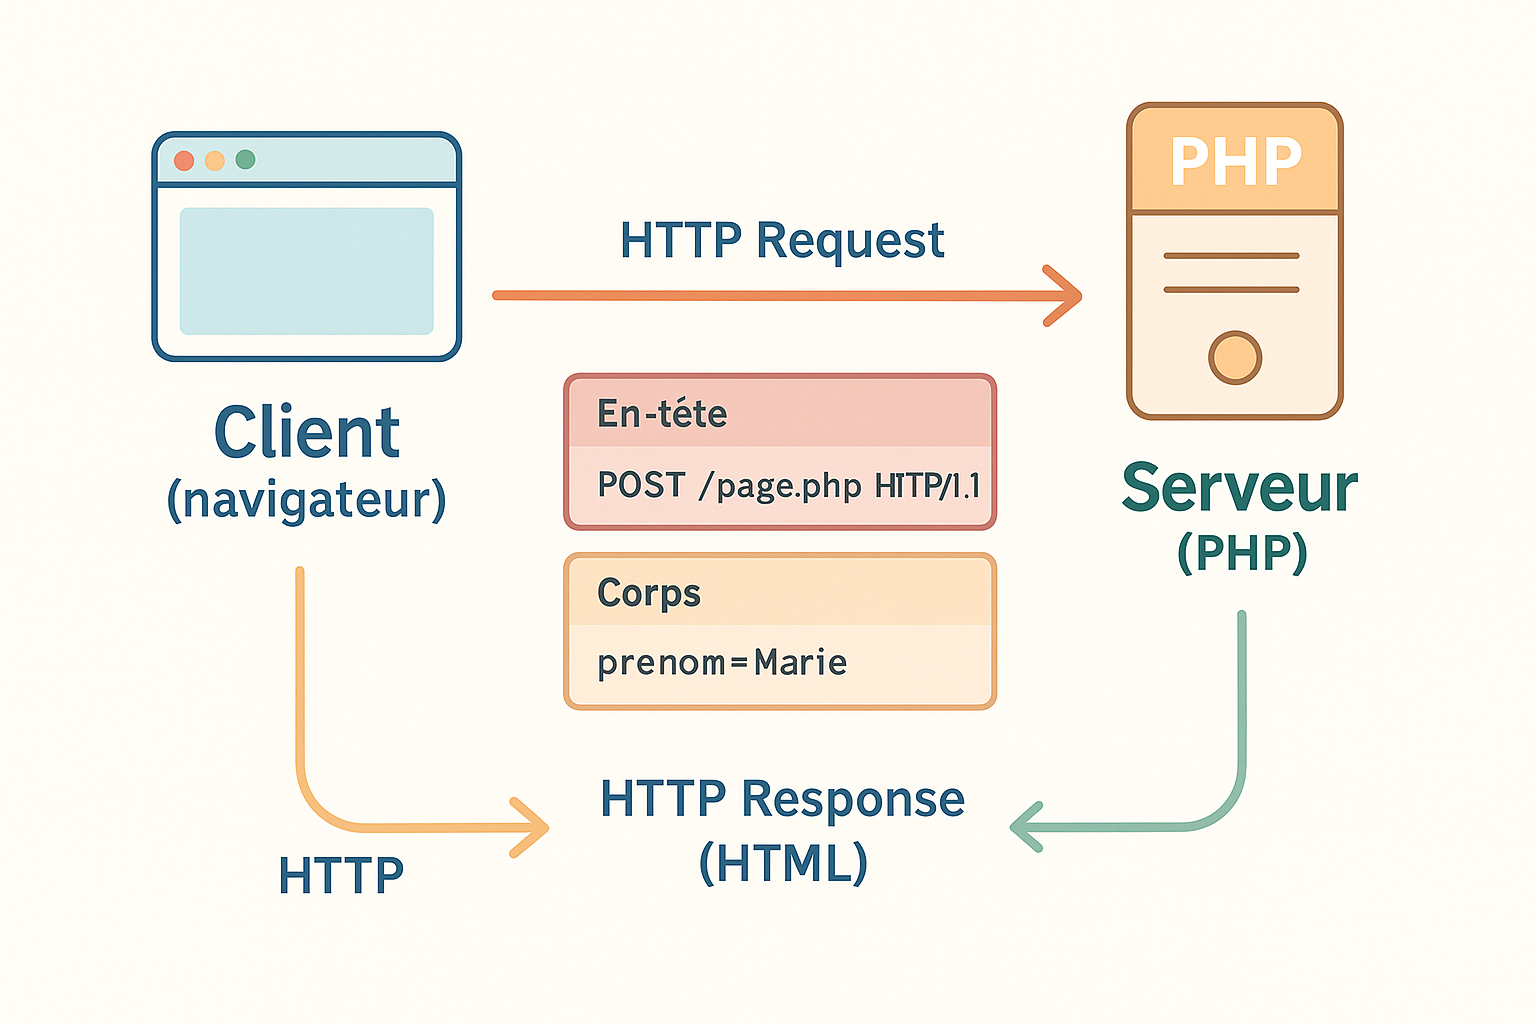 PHP
HTTP Request
En-téte
POST /page.php HTTP/1.1
Client
(navigateur)
Serveur
(PHP)
Corps
prenom=Marie
HTTP Response
(HTML)
HTTP